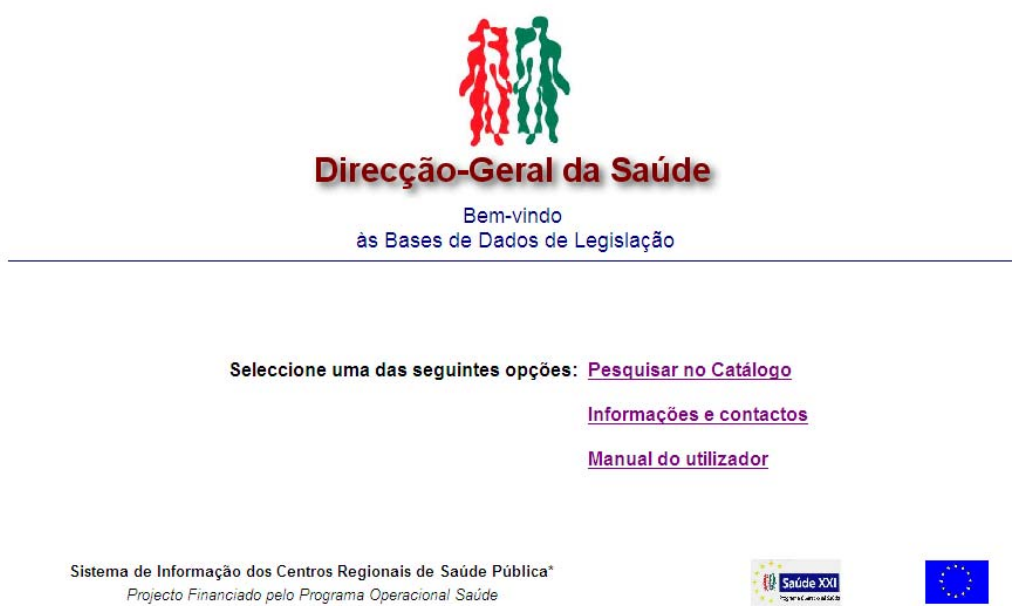 Direcção-Geral da Saúde
Bem-vindo
às Bases de Dados de Legislação
Seleccione uma das seguintes opções: Pesquisar no Catálogo
Informações e contactos
Manual do utilizador
Sistema de Informação dos Centros Regionais de Saúde Pública*
Projecto Financiado pelo Programa Operacional Saúde
Saúde XXI